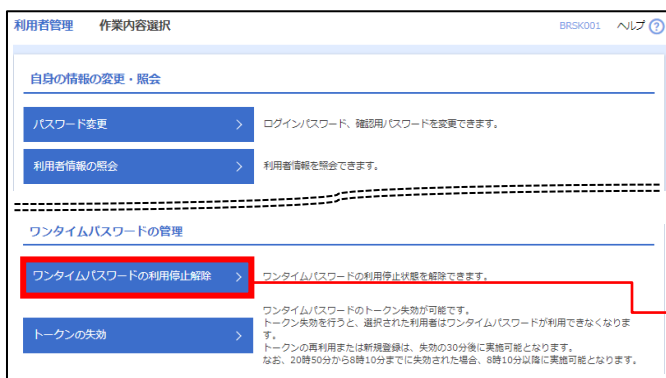 利用者管理 作業内容選択 BRSK001 ヘルプ ?
自身の情報の変更・照会
パスワード変更 > ログインパスワード、確認用パスワードを変更できます。
利用者情報の照会 > 利用者情報を照会できます。
ワンタイムパスワードの管理
ワンタイムパスワードの利用停止解除 > ワンタイムパスワードの利用停止状態を解除できます。
ワンタイムパスワードのトークン失効が可能です。
トークン失効を行うと、選択された利用者はワンタイムパスワードが利用できなくなりま
す。
トークンの失効 >
トークンの再利用または新規登録は、失効の30分後に実施可能となります。
なお、20時50分から8時10分までに失効された場合、8時10分以降に実施可能となります。